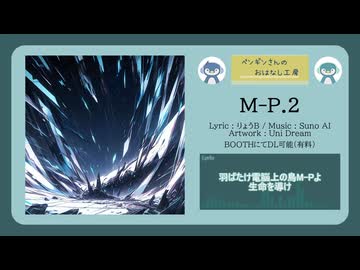 ペンギンさんの
おはなし工房
M-P.2
Lyric : りょうB / Music : Suno AI
Artwork : Uni Dream
BOOTHにてDL可能(有料)
Lyric
羽ばたけ電脳上の鳥M-Pよ
生命を導け